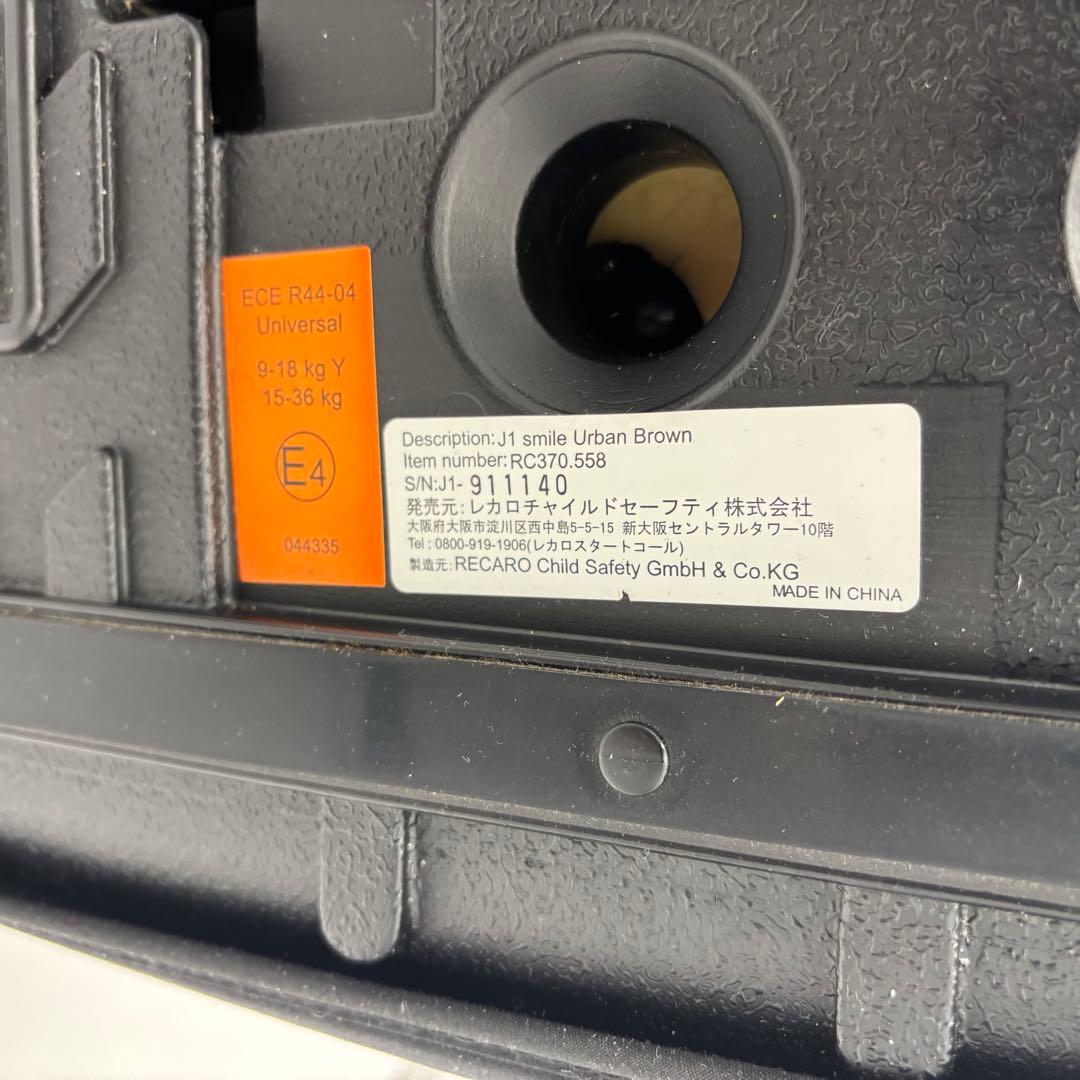 ECE R44-04
Universal
9-18 kg Y
15-36 kg
E4
044335
Description:J1 smile Urban Brown
Item number:RC370.558
S/N:J1-911140
発売元:レカロチャイルドセーフティ株式会社
大阪府大阪市淀川区西中島5-5-15 新大阪セントラルタワー10階
Tel : 0800-919-1906(レカロスタートコール)
製造元:RECARO Child Safety GmbH & Co.KG
MADE IN CHINA